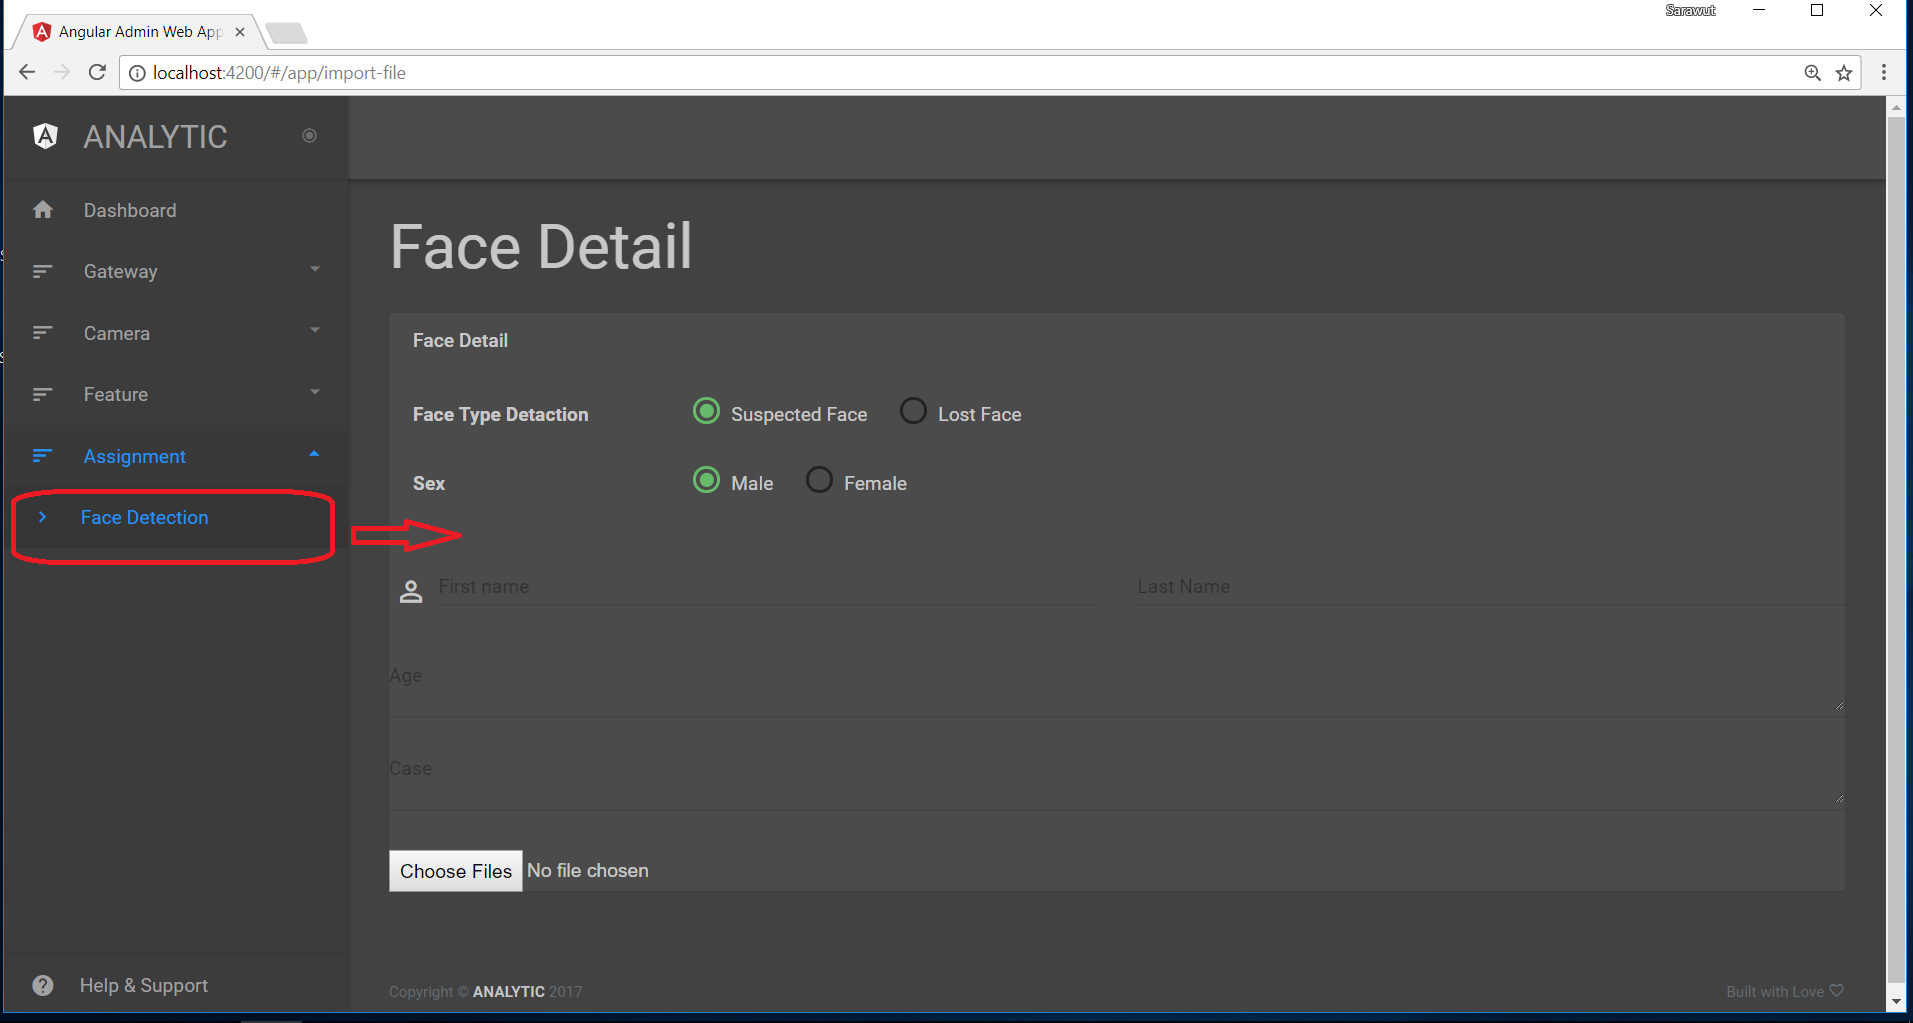 Sarawut
Angular Admin Web App
localhost:4200/#/app/import-file
ANALYTIC
Dashboard
Gateway
Camera
Feature
Assignment
Face Detection
Help & Support
Face Detail
Face Detail
Face Type Detaction Suspected Face Lost Face
Sex Male Female
First name Last Name
Age
Case
Choose Files No file chosen
Copyright © ANALYTIC 2017 Built with Love